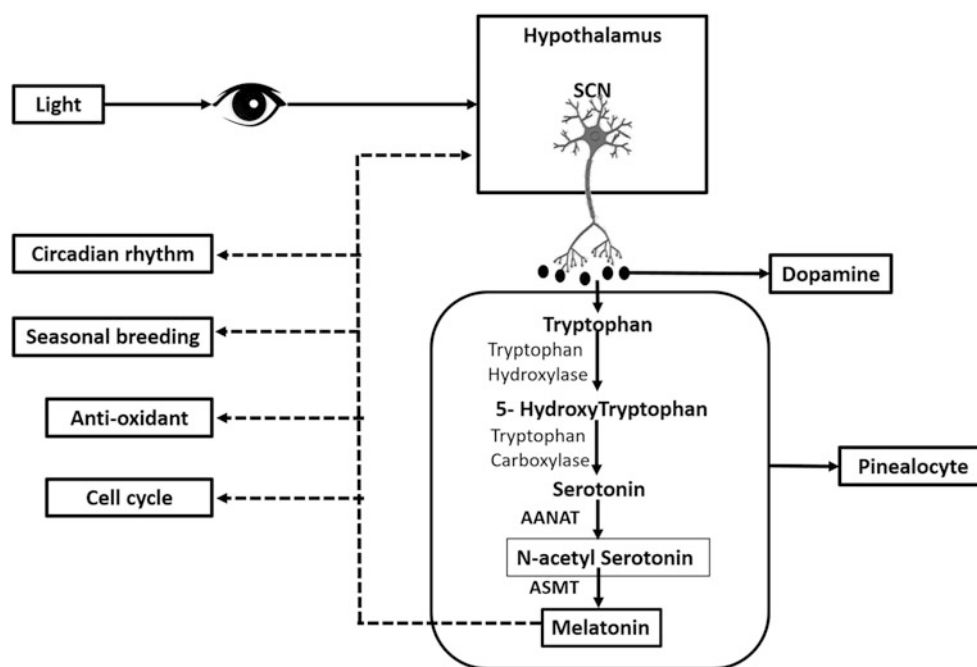 Hypothalamus
SCN
Light
Circadian rhythm
Dopamine
Seasonal breeding
Tryptophan
Tryptophan
Hydroxylase
Anti-oxidant
5- HydroxyTryptophan
Tryptophan
Carboxylase
Pinealocyte
Cell cycle
Serotonin
AANAT
N-acetyl Serotonin
ASMT
Melatonin